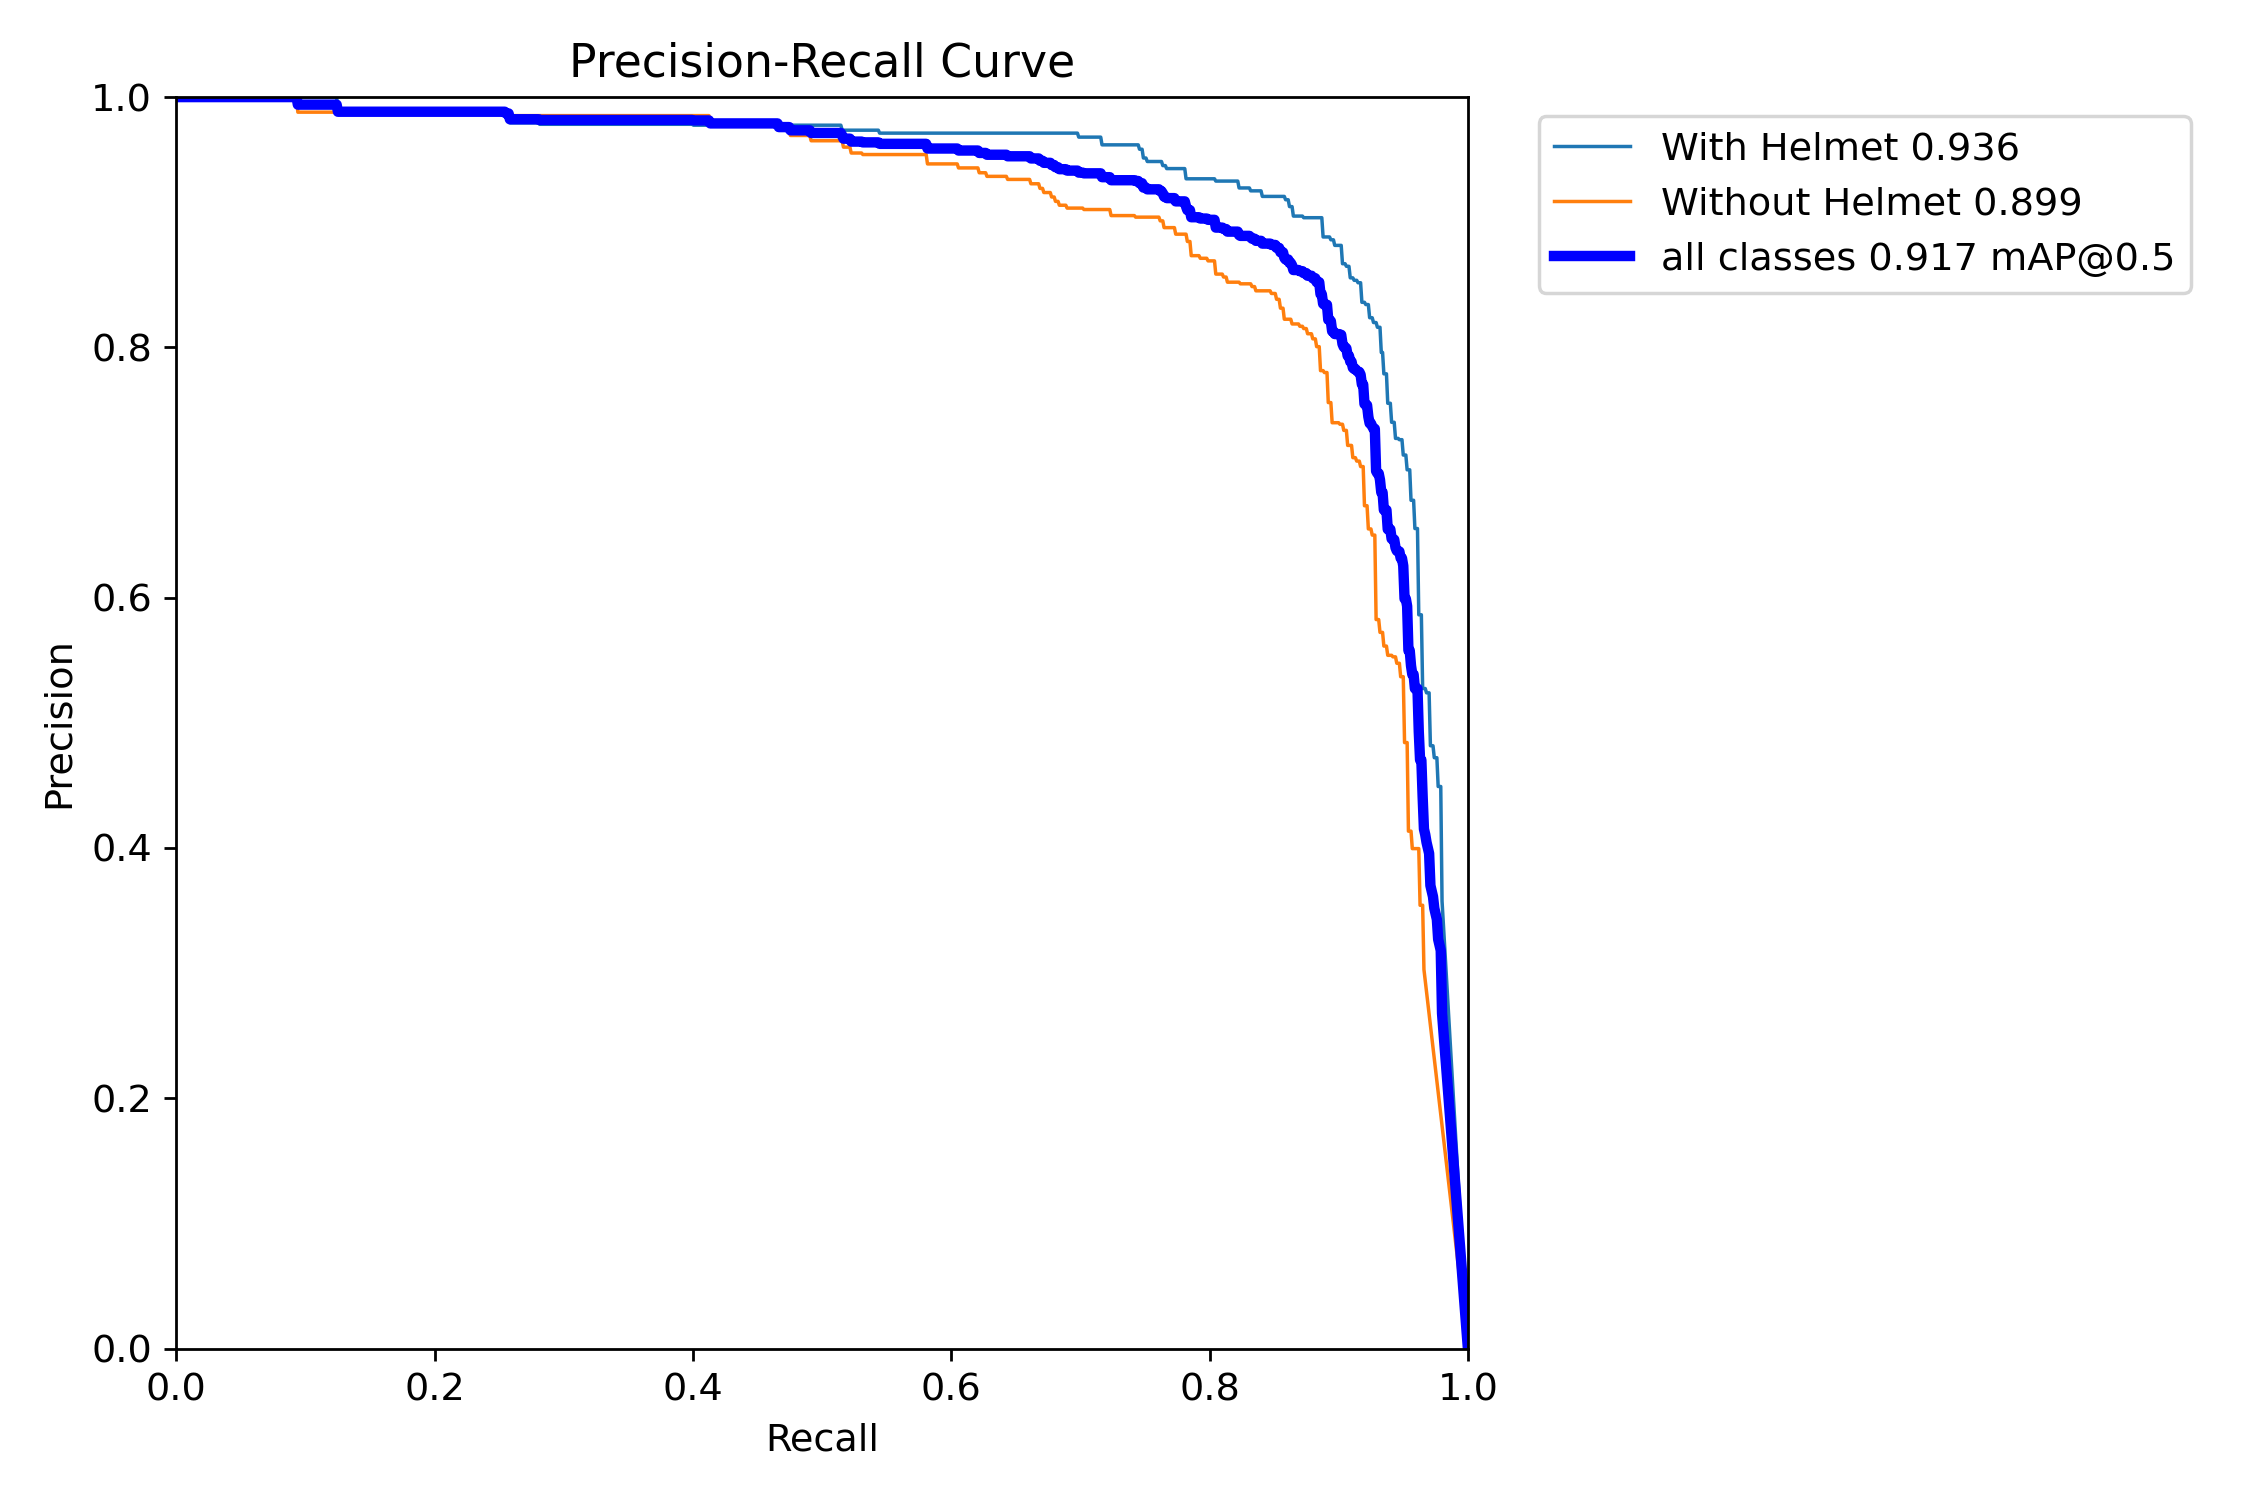 Precision-Recall Curve
With Helmet 0.936
Without Helmet 0.899
all classes 0.917 mAP@0.5
1.0
0.8
0.6
0.4
0.2
0.0
Precision
0.0 0.2 0.4 0.6 0.8 1.0
Recall